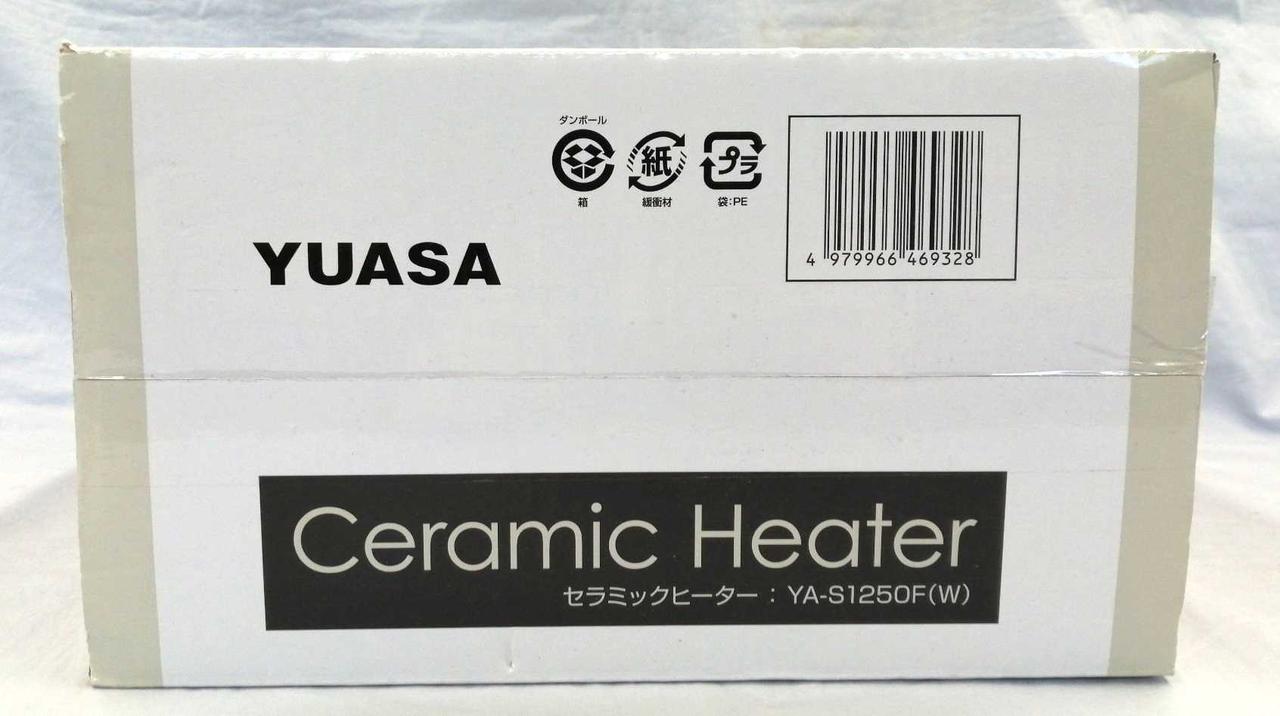 ダンボール
紙 プラ
箱 緩衝材 袋:PE
4 979966 469328
YUASA
Ceramic Heater
セラミックヒーター : YA-S1250F(W)